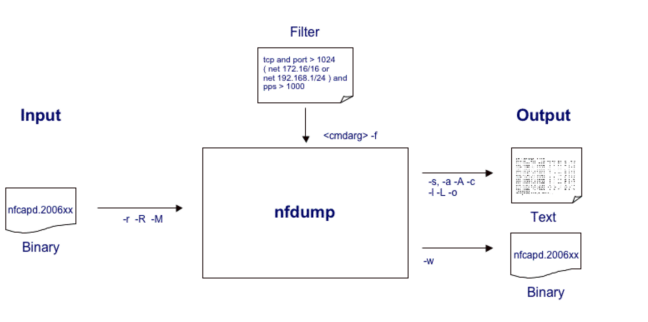 Filter
tcp and port > 1024
( net 172.16/16 or
net 192.168.1/24 ) and
pps > 1000
Input
Output
<cmdarg> -f
nfcapd.2006xx
-r -R -M
Binary
nfdump
-s, -a -A -c
-l -L -o
Text
-w
nfcapd.2006xx
Binary